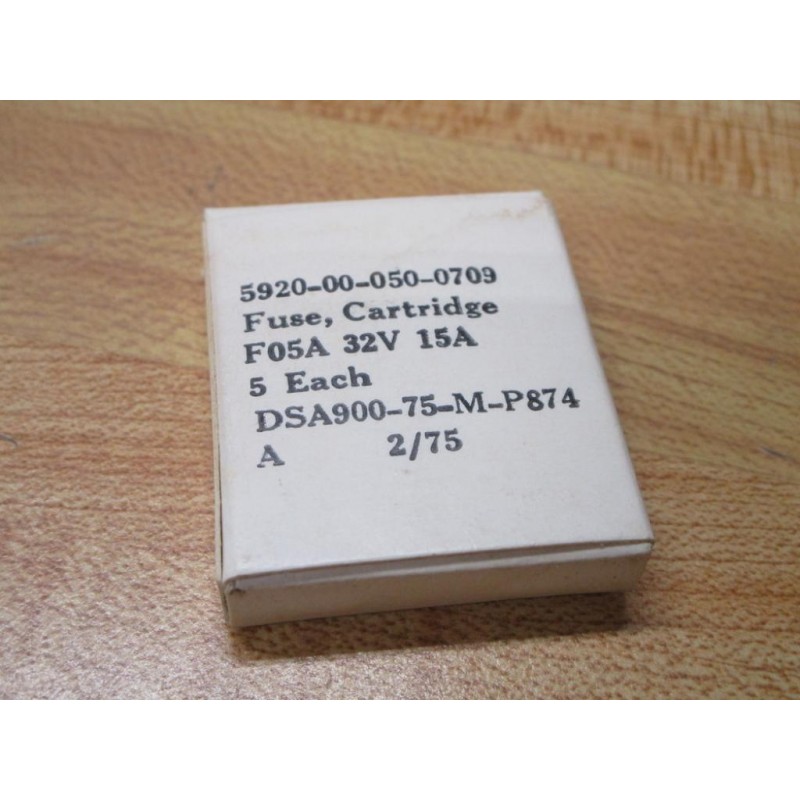 5920-00-050-0709
Fuse, Cartridge
F05A 32V 15A
5 Each
DSA900-75-M-P874
A 2/75